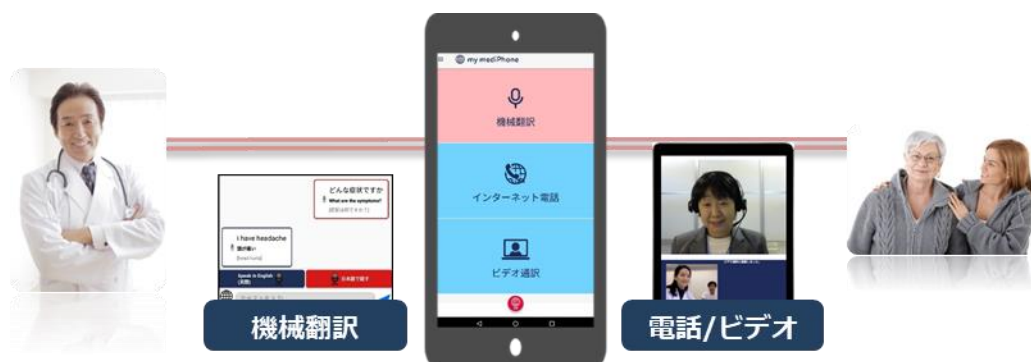 my mediPhone
機械翻訳
インターネット電話
ビデオ通訳
どんな症状ですか
What are the symptoms?
I have headache
頭が痛い
Speak in English
(英語)
日本語で話す
機械翻訳
電話/ビデオ